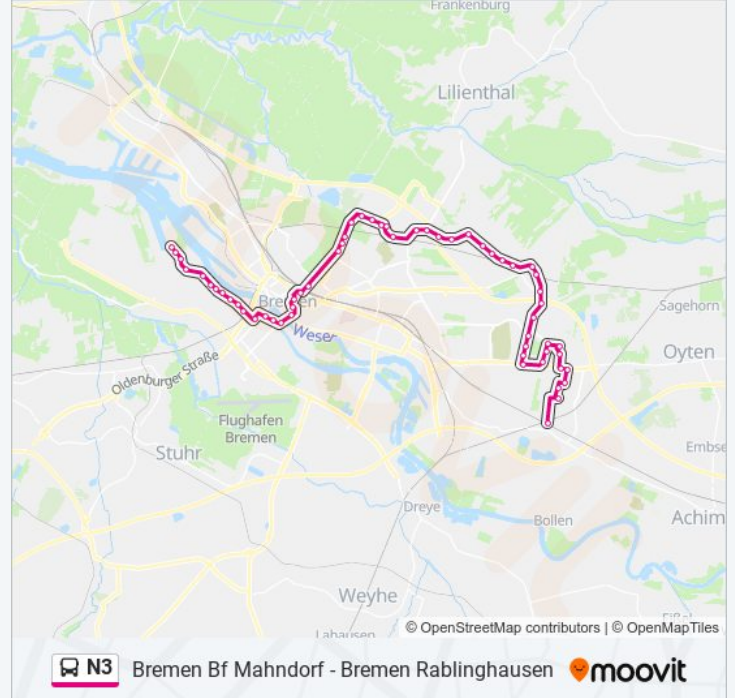 Frankenburg
Lilienthal
Bremen
Sagehorn
Weser
Oyten
Oldenburger Straße
Flughafen
Bremen
Stuhr
Embse
Dreye
Bollen
Achim
Weyhe
Lahausen
© OpenStreetMap contributors | © OpenMapTiles
N3 Bremen Bf Mahndorf - Bremen Rablinghausen moovit